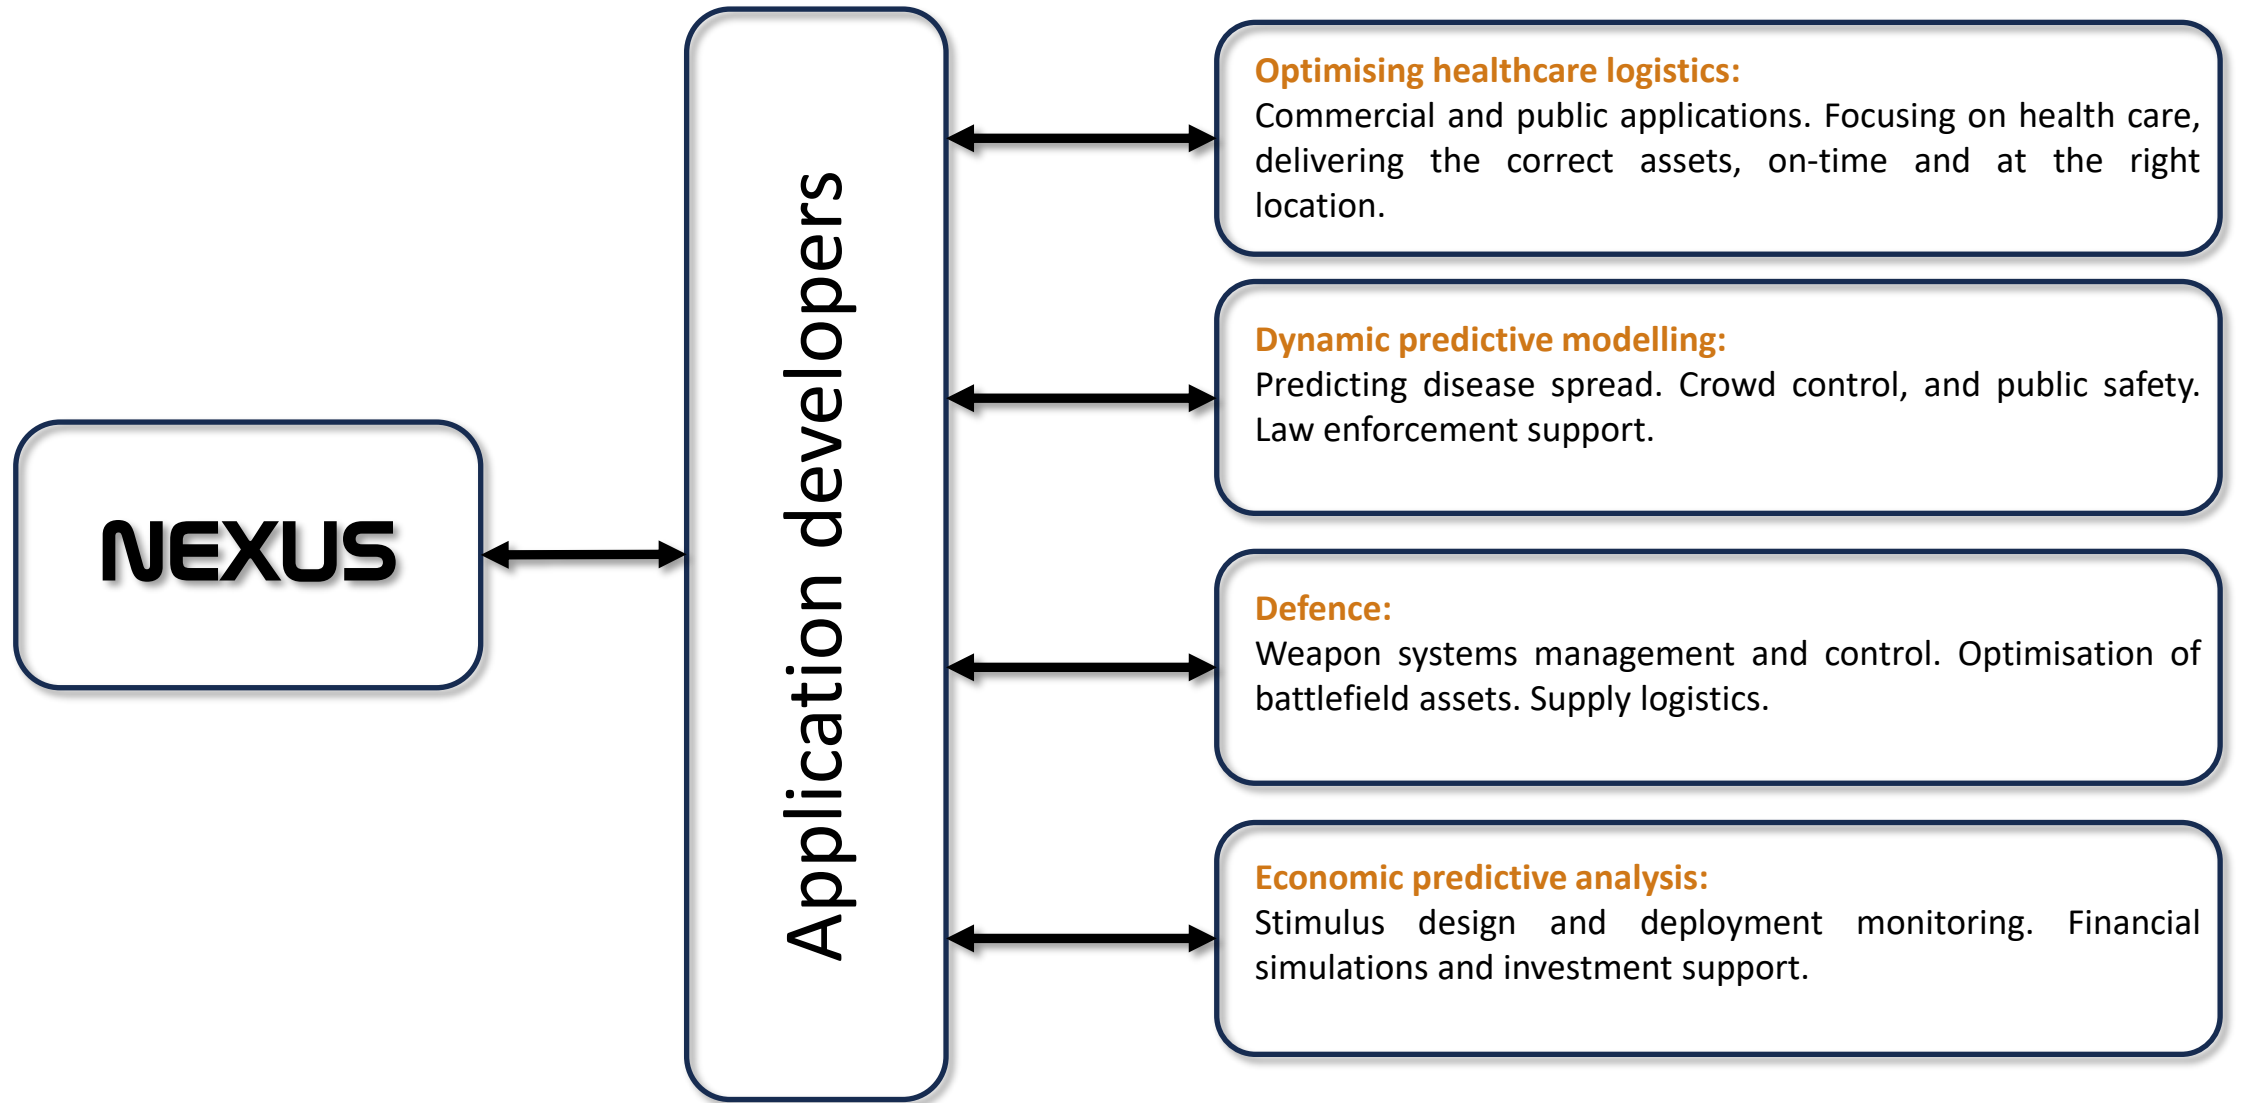 NEXUS
Application developers
Optimising healthcare logistics:
Commercial and public applications. Focusing on health care,
delivering the correct assets, on-time and at the right
location.
Dynamic predictive modelling:
Predicting disease spread. Crowd control, and public safety.
Law enforcement support.
Defence:
Weapon systems management and control. Optimisation of
battlefield assets. Supply logistics.
Economic predictive analysis:
Stimulus design and deployment monitoring. Financial
simulations and investment support.